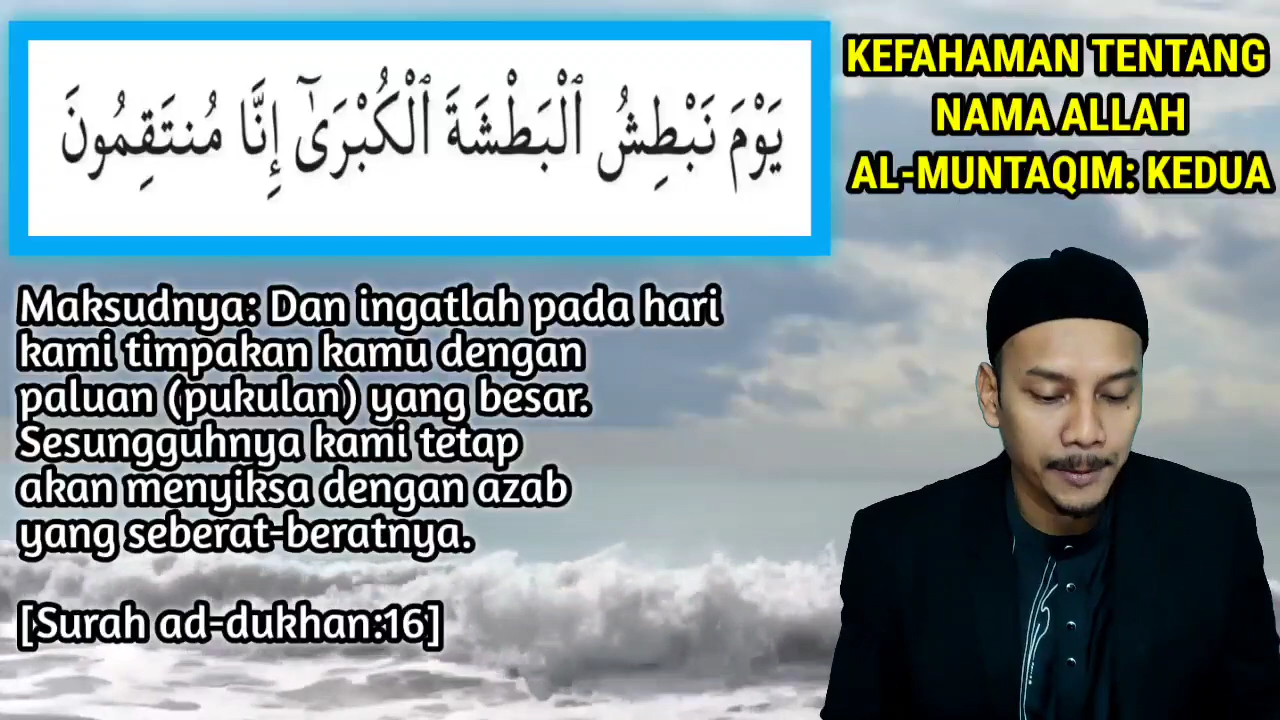 يَوْمَ نَبْطِشُ ٱلْبَطْشَةَ ٱلْكُبْرَىٰٓ إِنَّا مُنتَقِمُونَ
KEFAHAMAN TENTANG
NAMA ALLAH
AL-MUNTAQIM: KEDUA
Maksudnya: Dan ingatlah pada hari
kami timpakan kamu dengan
paluan (pukulan) yang besar.
Sesungguhnya kami tetap
akan menyiksa dengan azab
yang seberat-beratnya.
[Surah ad-dukhan:16]